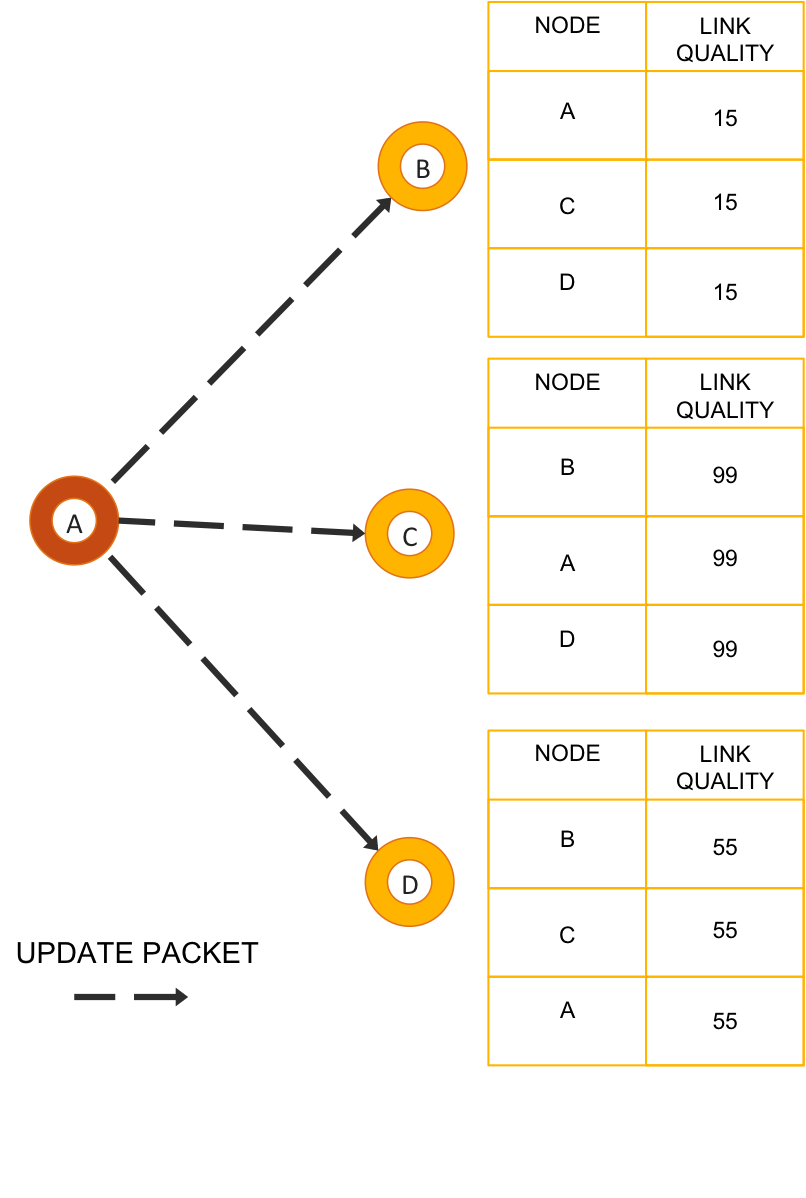 NODE LINK
QUALITY
A 15
B
C 15
D 15
NODE LINK
QUALITY
B 99
A
C
A 99
D 99
NODE LINK
QUALITY
B 55
D
C 55
UPDATE PACKET
A 55